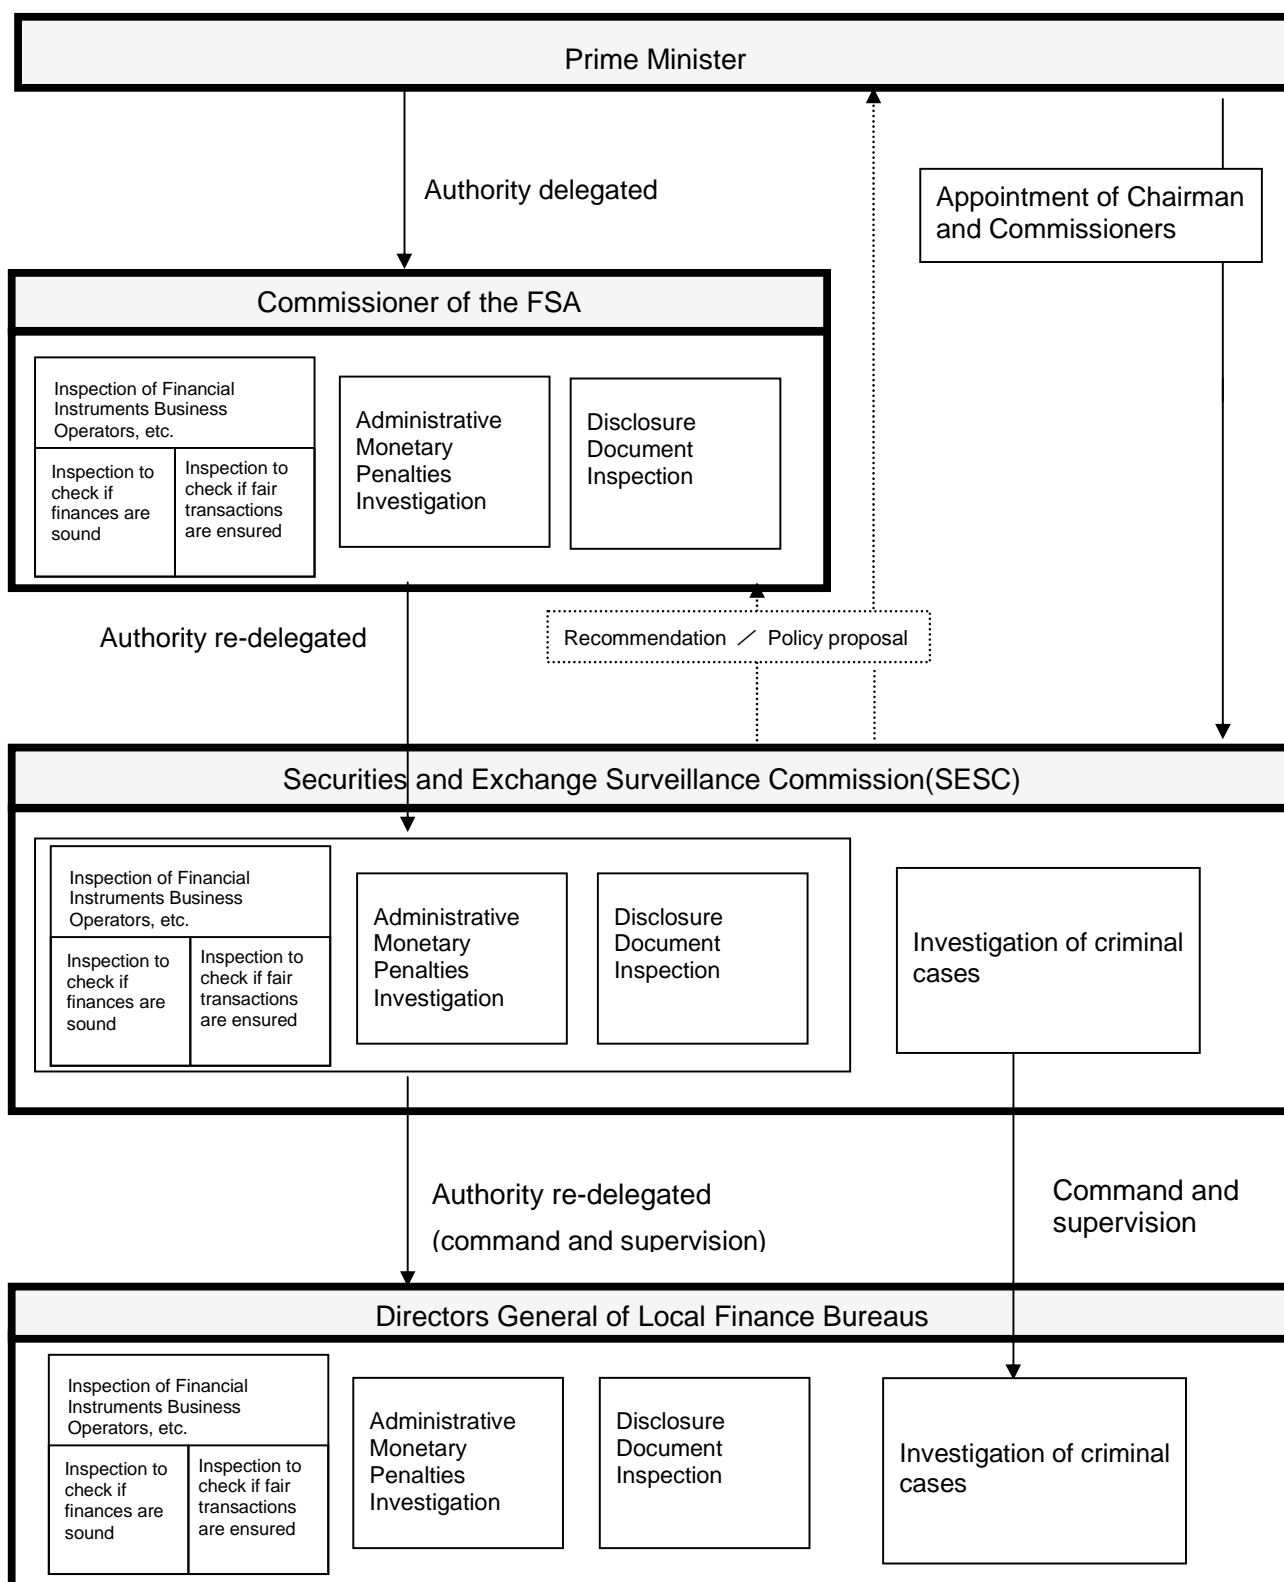 Prime Minister
Authority delegated
Appointment of Chairman
and Commissioners
Commissioner of the FSA
Inspection of Financial
Instruments Business
Operators, etc.
Inspection to
check if
finances are
sound
Inspection to
check if fair
transactions
are ensured
Administrative
Monetary
Penalties
Investigation
Disclosure
Document
Inspection
Authority re-delegated
Recommendation ／ Policy proposal
Securities and Exchange Surveillance Commission(SESC)
Inspection of Financial
Instruments Business
Operators, etc.
Inspection to
check if
finances are
sound
Inspection to
check if fair
transactions
are ensured
Administrative
Monetary
Penalties
Investigation
Disclosure
Document
Inspection
Investigation of criminal
cases
Authority re-delegated
(command and supervision)
Command and
supervision
Directors General of Local Finance Bureaus
Inspection of Financial
Instruments Business
Operators, etc.
Inspection to
check if
finances are
sound
Inspection to
check if fair
transactions
are ensured
Administrative
Monetary
Penalties
Investigation
Disclosure
Document
Inspection
Investigation of criminal
cases